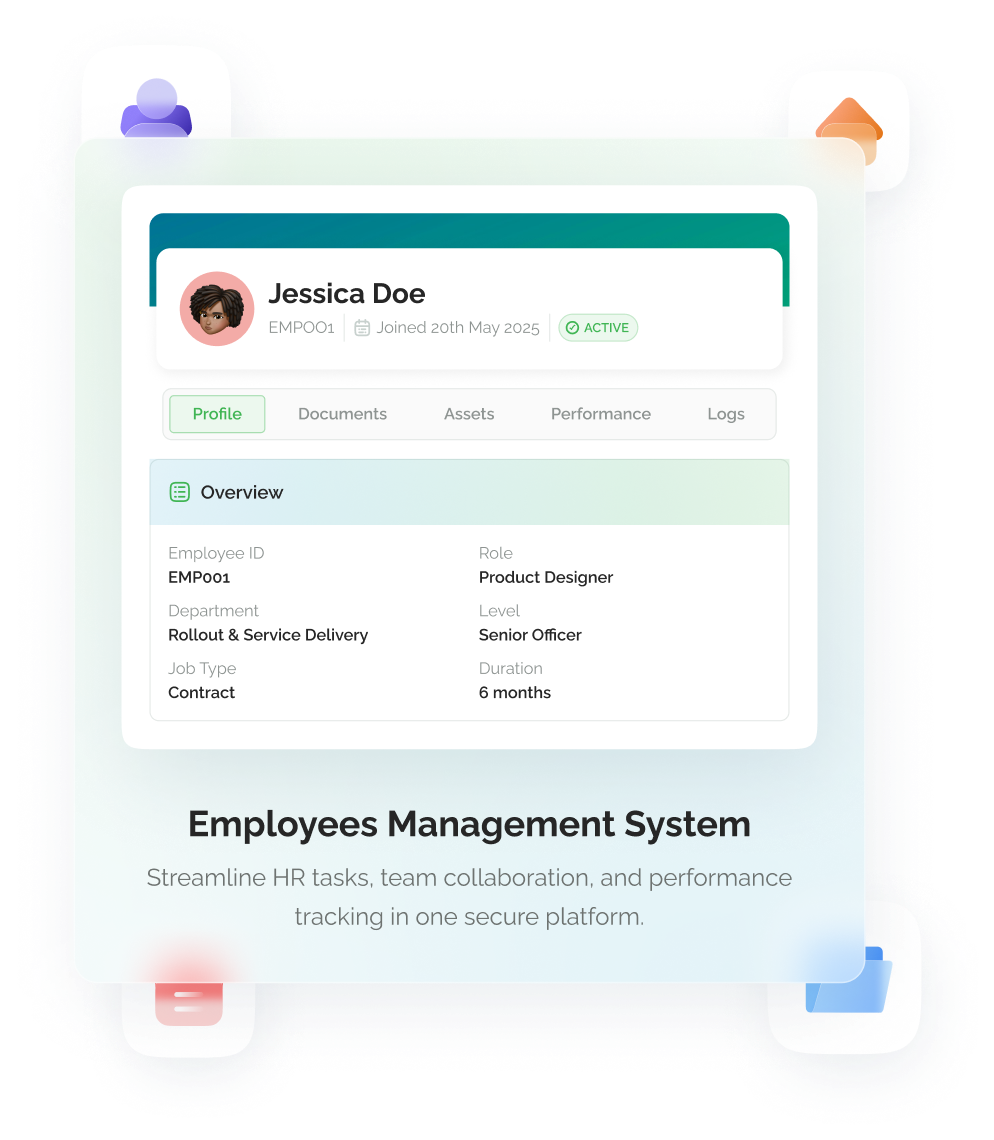 Jessica Doe
EMPOO1 Joined 20th May 2025 ACTIVE
Profile Documents Assets Performance Logs
Overview
Employee ID Role
EMP001 Product Designer
Department Level
Rollout & Service Delivery Senior Officer
Job Type Duration
Contract 6 months
Employees Management System
Streamline HR tasks, team collaboration, and performance
tracking in one secure platform.